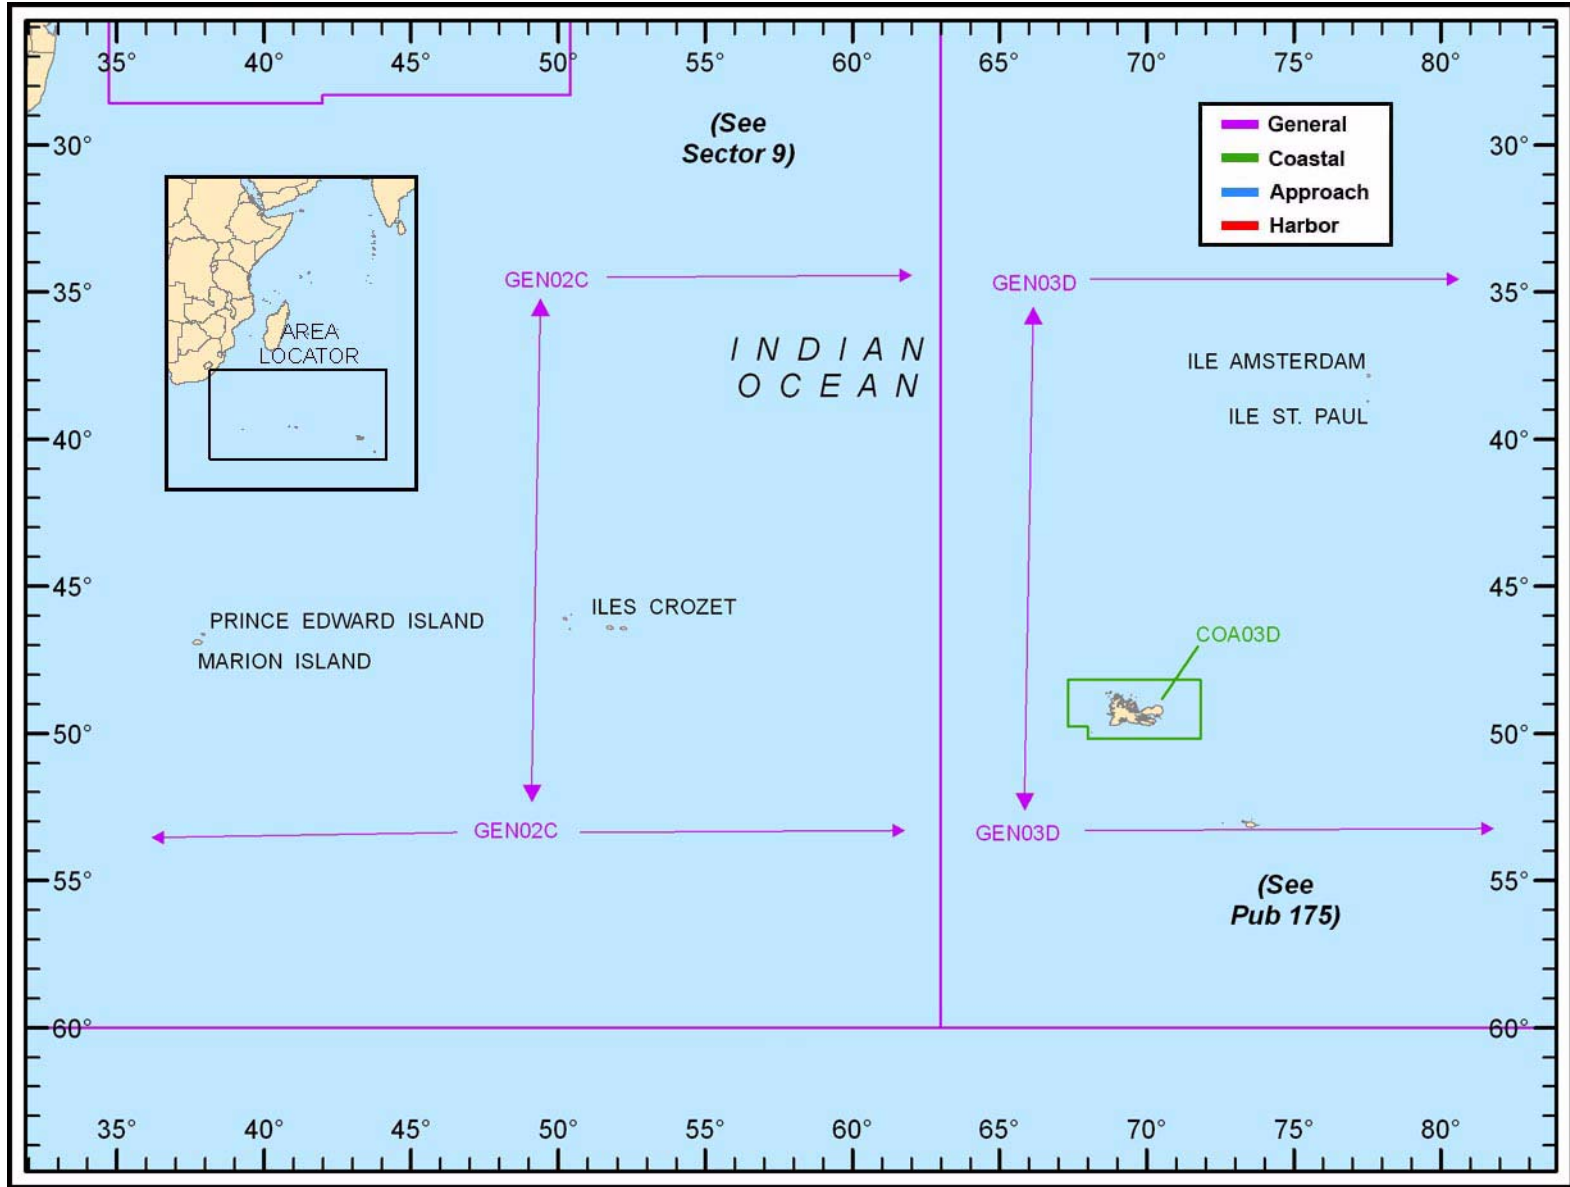 35° 40° 45° 50° 55° 60° 65° 70° 75° 80°
(See
Sector 9)
General
Coastal
Approach
Harbor
30° 30°
AREA
LOCATOR
GEN02C GEN03D
35° 35°
INDIAN
OCEAN
ILE AMSTERDAM
ILE ST. PAUL
40° 40°
45° 45°
PRINCE EDWARD ISLAND
ILES CROZET
MARION ISLAND
COA03D
50° 50°
GEN02C GEN03D
55° 55°
(See
Pub 175)
60° 60°
35° 40° 45° 50° 55° 60° 65° 70° 75° 80°